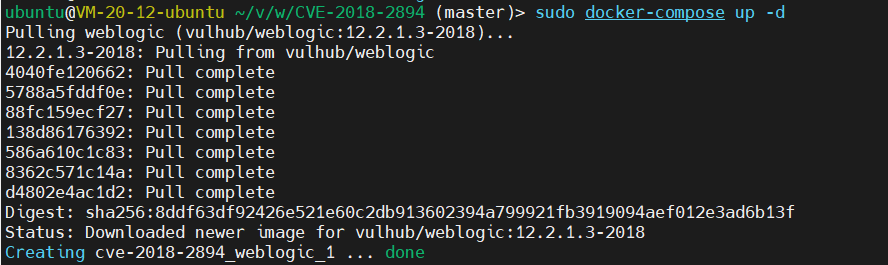 ubuntu@VM-20-12-ubuntu ~/v/w/CVE-2018-2894 (master)> sudo docker-compose up -d
Pulling weblogic (vulhub/weblogic:12.2.1.3-2018)...
12.2.1.3-2018: Pulling from vulhub/weblogic
4040fe120662: Pull complete
5788a5fddf0e: Pull complete
88fc159ecf27: Pull complete
138d86176392: Pull complete
586a610c1c83: Pull complete
8362c571c14a: Pull complete
d4802e4ac1d2: Pull complete
Digest: sha256:8ddf63df92426e521e60c2db913602394a799921fb3919094aef012e3ad6b13f
Status: Downloaded newer image for vulhub/weblogic:12.2.1.3-2018
Creating cve-2018-2894_weblogic_1 ... done